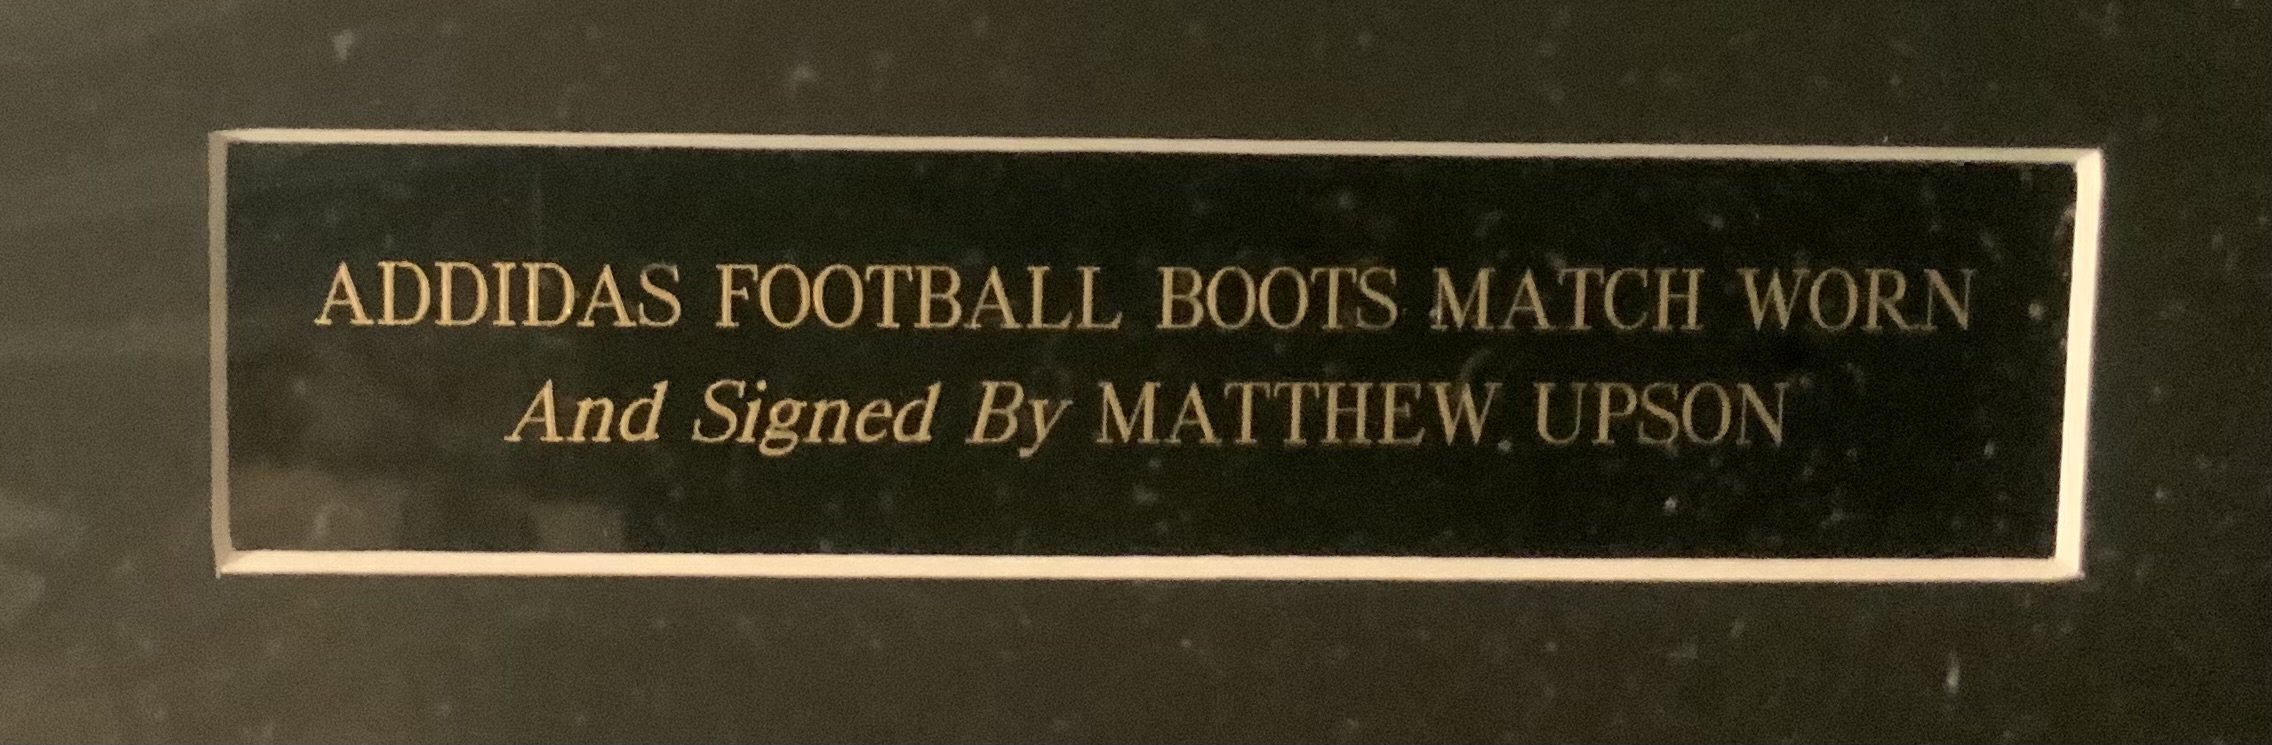 ADDIDAS FOOTBALL BOOTS MATCH WORN
And Signed By MATTHEW UPSON